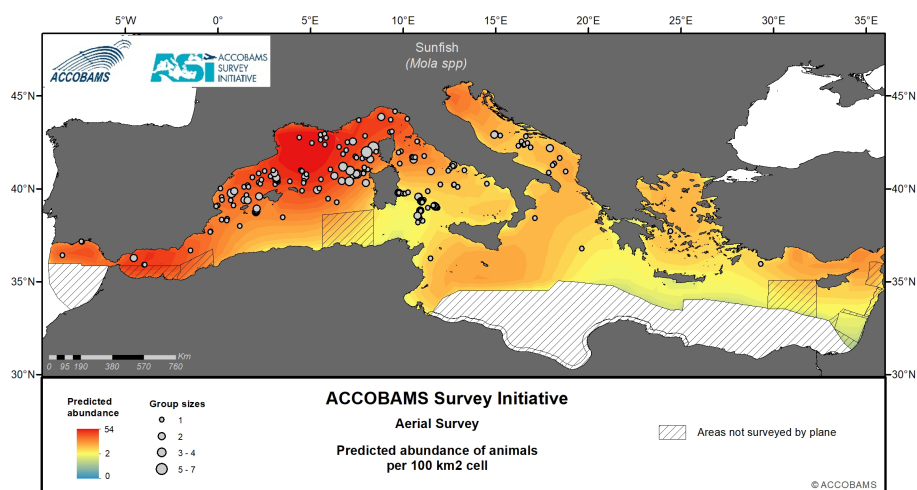 5°W 0° 5°E 10°E 15°E 20°E 25°E 30°E 35°E
Sunfish
(Mola spp)
ACCOBAMS
ASI ACCOBAMS
SURVEY
INITIATIVE
45°N 45°N
40°N 40°N
35°N 35°N
30°N 30°N
Km
0 95 190 380 570 760
Predicted
abundance
54
2
0
Group sizes
1
2
3 - 4
5 - 7
ACCOBAMS Survey Initiative
Aerial Survey
Predicted abundance of animals
per 100 km2 cell
Areas not surveyed by plane
© ACCOBAMS